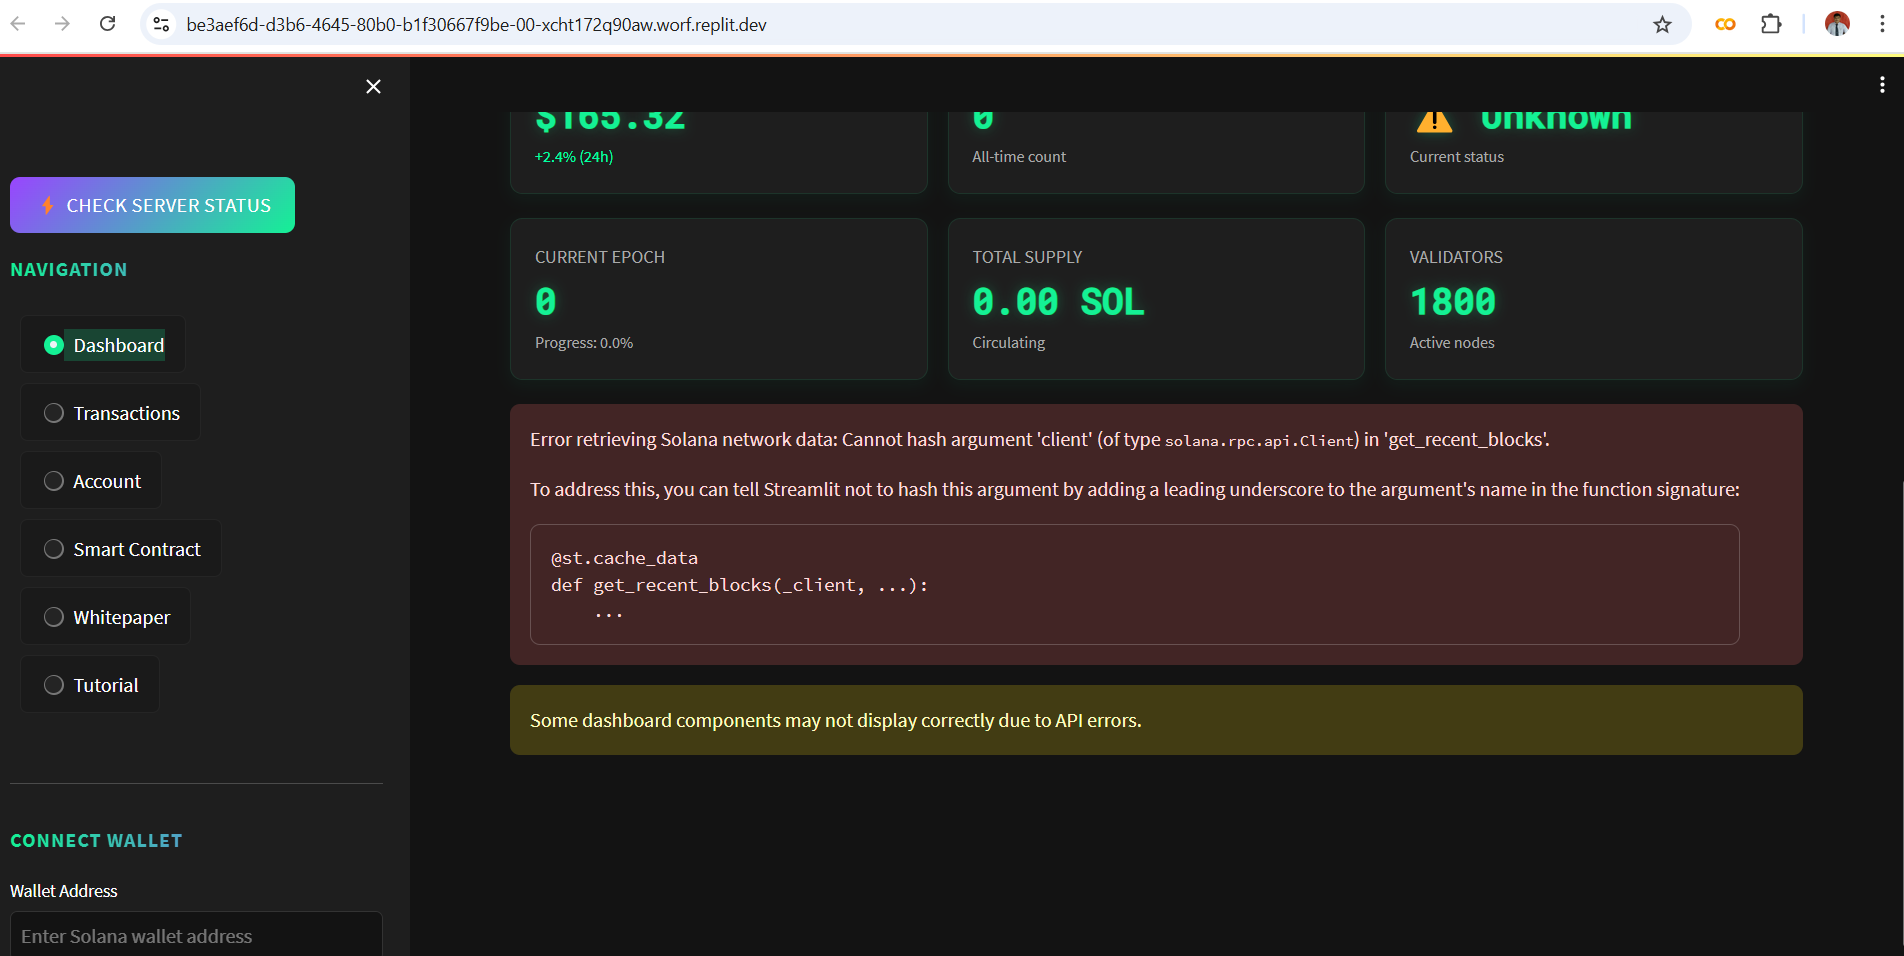 be3aef6d-d3b6-4645-80b0-b1f30667f9be-00-xcht172q90aw.worf.replit.dev
CHECK SERVER STATUS
NAVIGATION
Dashboard
Transactions
Account
Smart Contract
Whitepaper
Tutorial
CONNECT WALLET
Wallet Address
Enter Solana wallet address
$165.32
+2.4% (24h)
0
All-time count
Unknown
Current status
CURRENT EPOCH
0
Progress: 0.0%
TOTAL SUPPLY
0.00 SOL
Circulating
VALIDATORS
1800
Active nodes
Error retrieving Solana network data: Cannot hash argument 'client' (of type solana.rpc.api.Client) in 'get_recent_blocks'.
To address this, you can tell Streamlit not to hash this argument by adding a leading underscore to the argument's name in the function signature:
@st.cache_data
def get_recent_blocks(_client, ...):
    ...
Some dashboard components may not display correctly due to API errors.